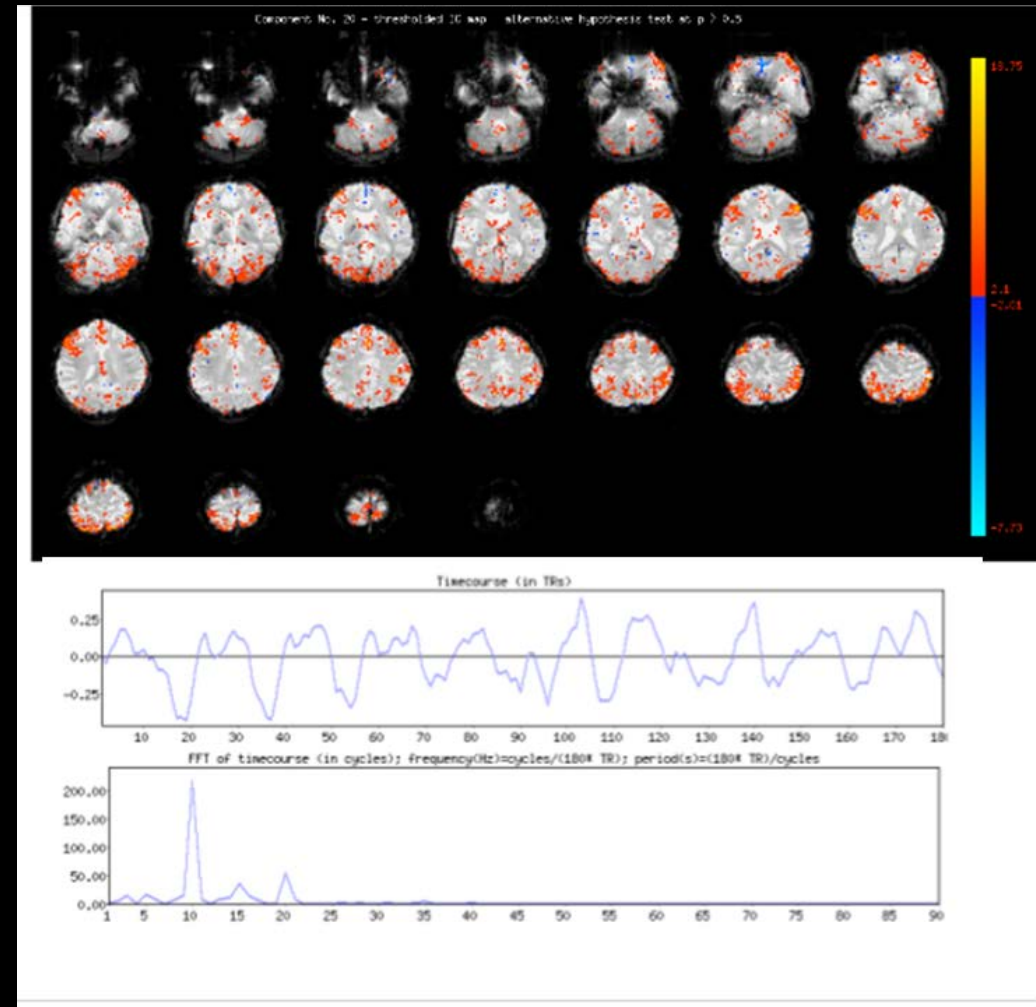 Component No. 20 - thresholded IC map alternative hypothesis test at p > 0.5
18.75
2.1
-2.01
-7.73
Timecourse (in TRs)
0.25
0.00
-0.25
10 20 30 40 50 60 70 80 90 100 110 120 130 140 150 160 170 18
FFT of timecourse (in cycles); frequency(Hz)=cycles/(180* TR); period(s)=(180* TR)/cycles
200.00
150.00
100.00
50.00
0.00
1 5 10 15 20 25 30 35 40 45 50 55 60 65 70 75 80 85 90